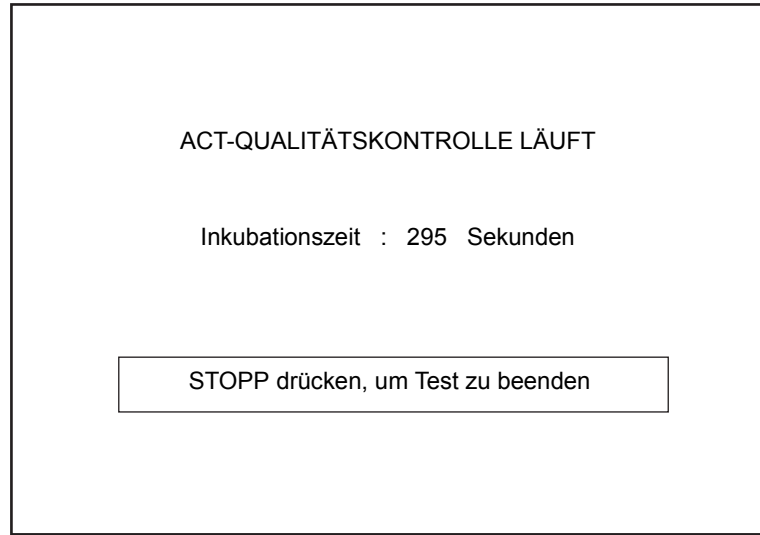 ACT-QUALITÄTSKONTROLLE LÄUFT
Inkubationszeit : 295 Sekunden
STOPP drücken, um Test zu beenden